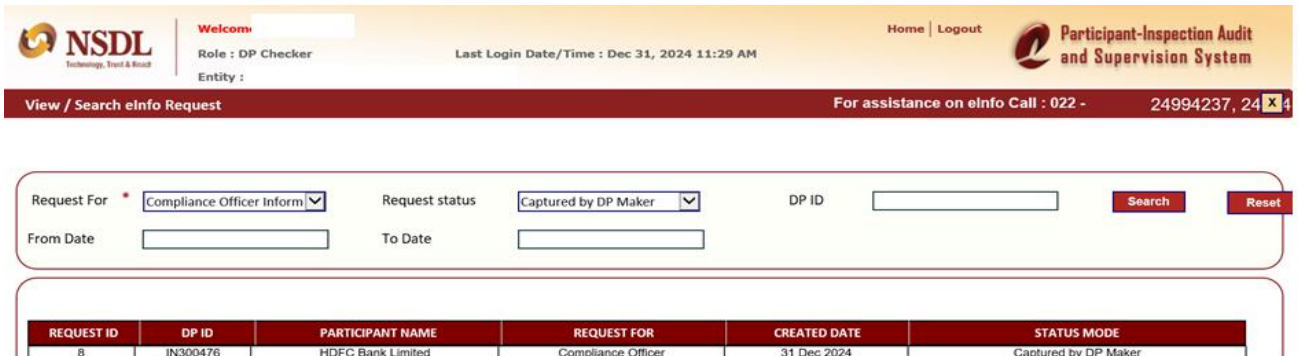 NSDL
Technology, Trust & Reach
Welcom
Role : DP Checker
Entity :
Last Login Date/Time : Dec 31, 2024 11:29 AM
Home | Logout
Participant-Inspection Audit
and Supervision System
View / Search eInfo Request
For assistance on eInfo Call : 022 - 24994237, 24 X 4
Request For * Compliance Officer Inform Request status Captured by DP Maker DP ID Search Reset
From Date To Date
REQUEST ID DP ID PARTICIPANT NAME REQUEST FOR CREATED DATE STATUS MODE
8 IN300476 HDFC Bank Limited Compliance Officer 31 Dec 2024 Captured by DP Maker